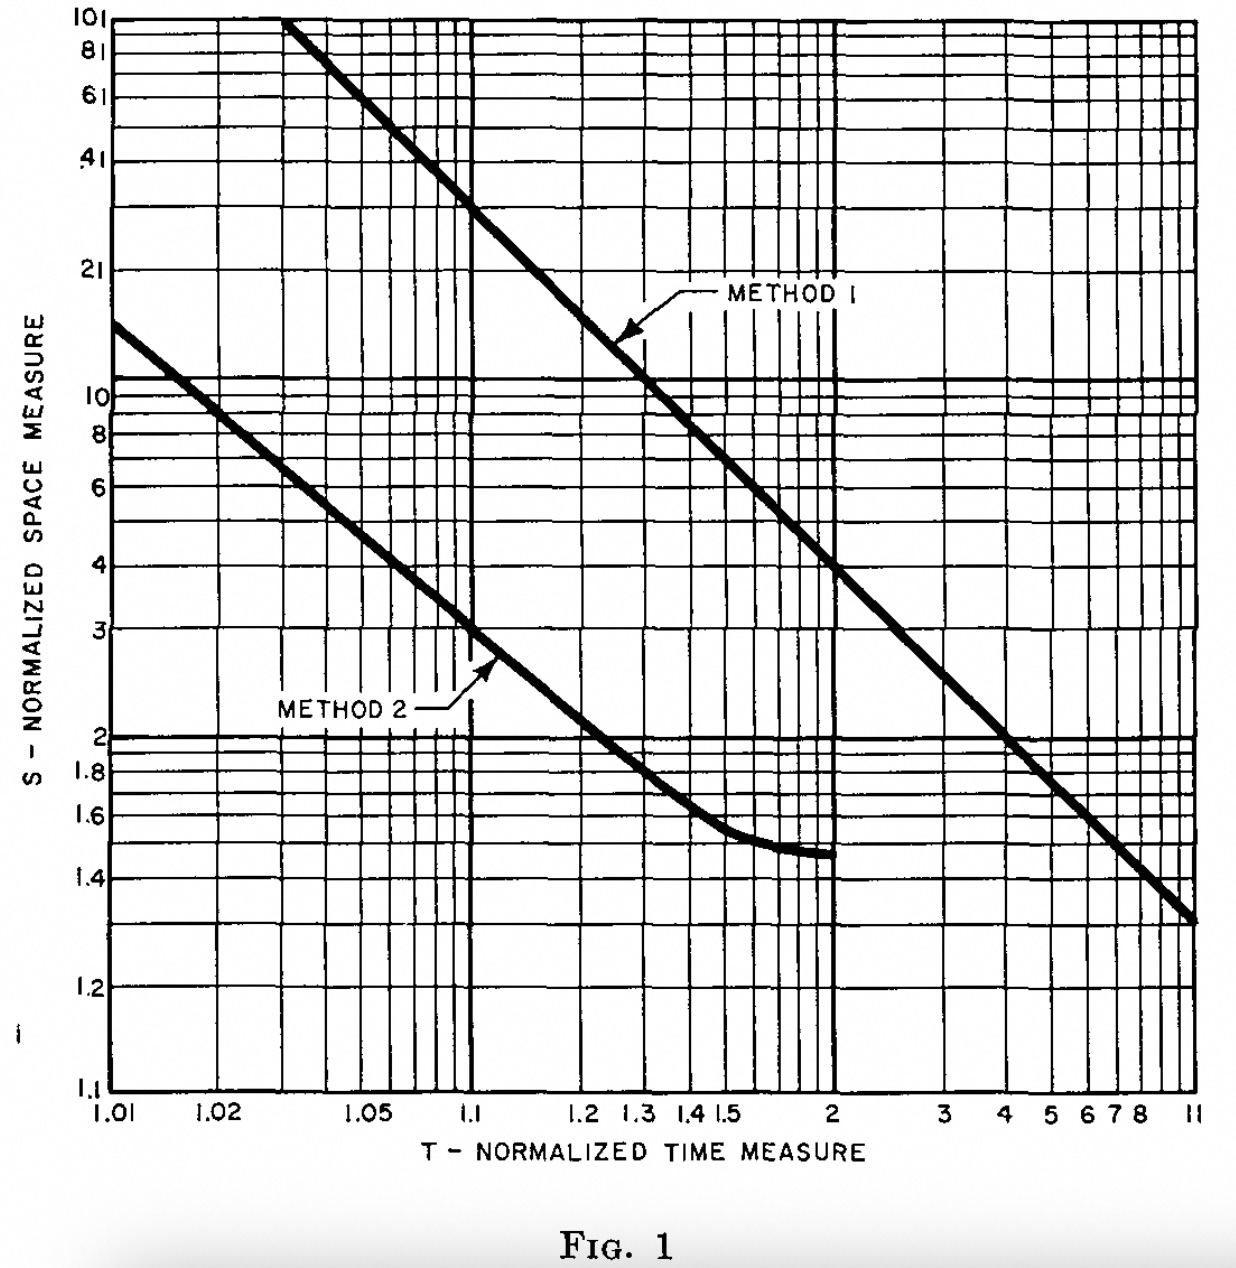 101
81
61
41
21
METHOD 1
10
8
6
4
3
METHOD 2
2
1.8
1.6
1.4
1.2
1.1
S - NORMALIZED SPACE MEASURE
1.01 1.02 1.05 1.1 1.2 1.3 1.4 1.5 2 3 4 5 6 7 8 11
T - NORMALIZED TIME MEASURE
FIG. 1